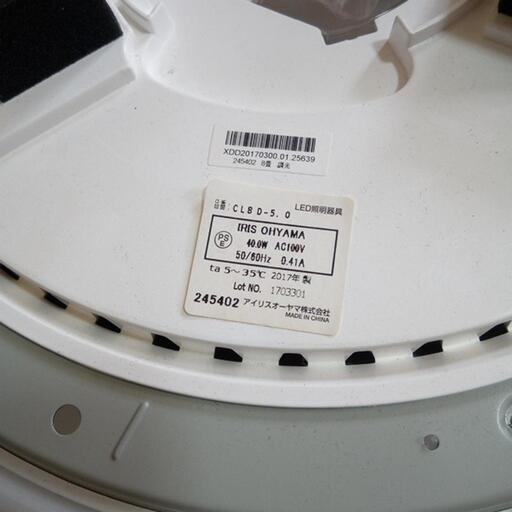 XDD20170300.01.25639
245402 8畳 調光
品番 CL8D-5.0 LED照明器具
PS E
IRIS OHYAMA
40.0W AC100V
50/60Hz 0.41A
ta 5～35℃ 2017年製
Lot NO. 1703301
245402 アイリスオーヤマ株式会社
MADE IN CHINA